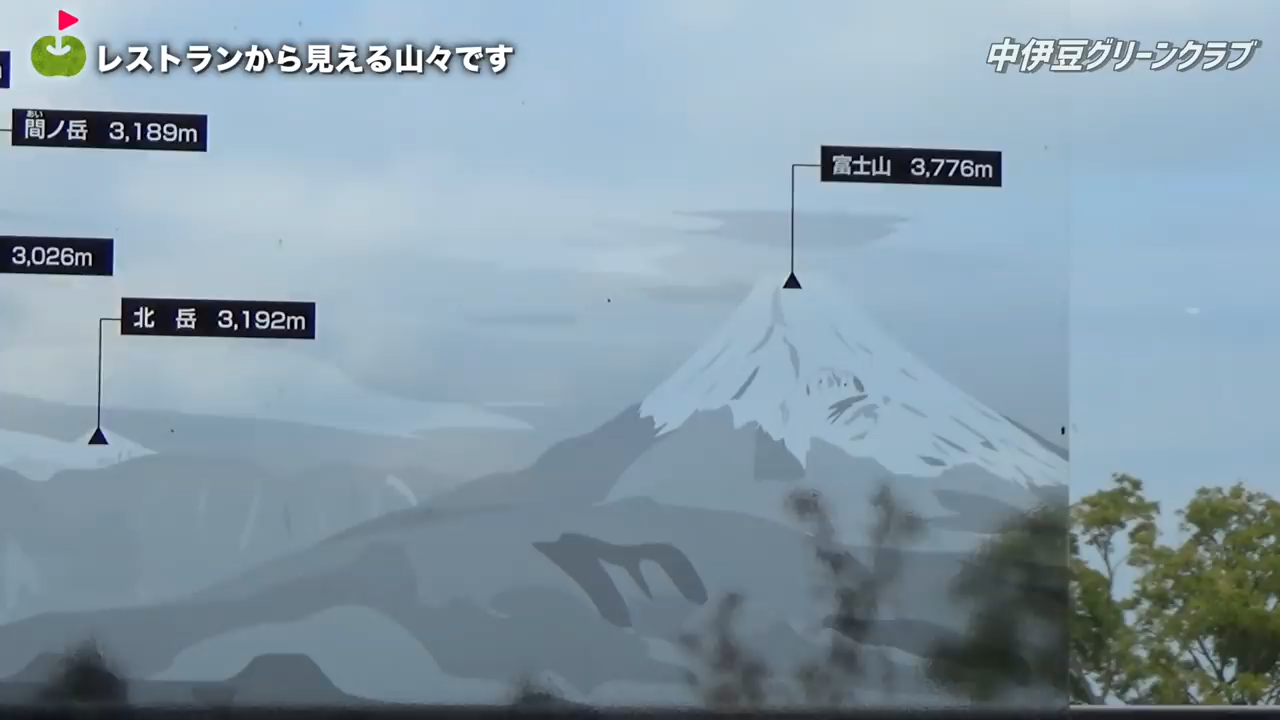 レストランから見える山々です
中伊豆グリーンクラブ
あい
間ノ岳 3,189m
富士山 3,776m
3,026m
北 岳 3,192m